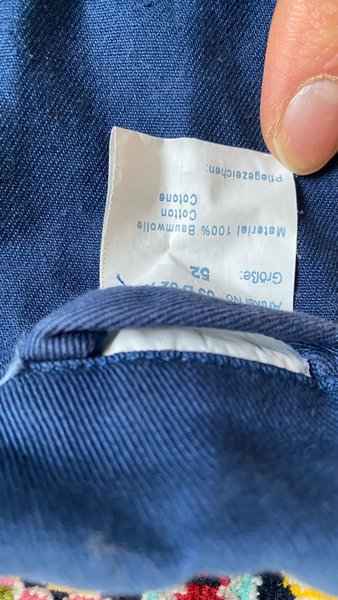 Artikel No.
Größe: 52
Material 100% Baumwolle
Cotton
Cotone
Pflegezeichen: